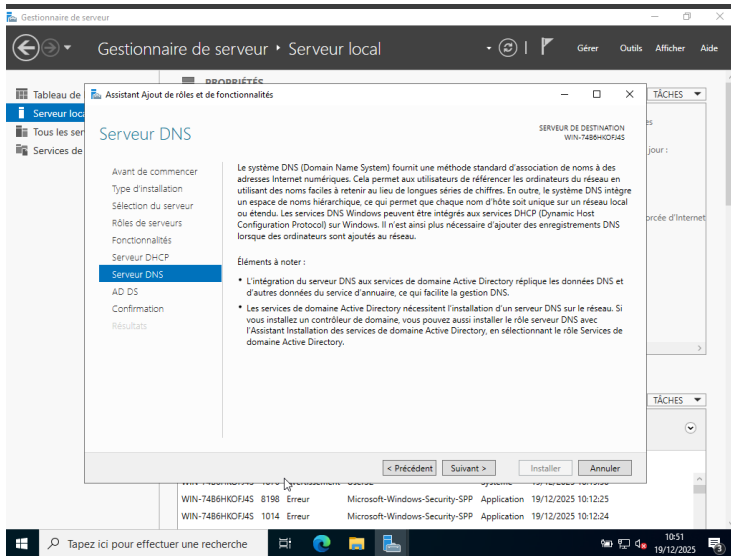 Gestionnaire de serveur
Gestionnaire de serveur • Serveur local
Gérer Outils Afficher Aide
PROPRIÉTÉS
Tableau de
Serveur loca
Tous les ser
Services de
TÂCHES
jour :
orcée d'Internet
Assistant Ajout de rôles et de fonctionnalités
Serveur DNS
SERVEUR DE DESTINATION
WIN-74B6HKOFJ4S
Avant de commencer
Type d'installation
Sélection du serveur
Rôles de serveurs
Fonctionnalités
Serveur DHCP
Serveur DNS
AD DS
Confirmation
Résultats
Le système DNS (Domain Name System) fournit une méthode standard d'association de noms à des
adresses Internet numériques. Cela permet aux utilisateurs de référencer les ordinateurs du réseau en
utilisant des noms faciles à retenir au lieu de longues séries de chiffres. En outre, le système DNS intègre
un espace de noms hiérarchique, ce qui permet que chaque nom d'hôte soit unique sur un réseau local
ou étendu. Les services DNS Windows peuvent être intégrés aux services DHCP (Dynamic Host
Configuration Protocol) sur Windows. Il n'est ainsi plus nécessaire d'ajouter des enregistrements DNS
lorsque des ordinateurs sont ajoutés au réseau.
Éléments à noter :
• L'intégration du serveur DNS aux services de domaine Active Directory réplique les données DNS et
d'autres données du service d'annuaire, ce qui facilite la gestion DNS.
• Les services de domaine Active Directory nécessitent l'installation d'un serveur DNS sur le réseau. Si
vous installez un contrôleur de domaine, vous pouvez aussi installer le rôle serveur DNS avec
l'Assistant Installation des services de domaine Active Directory, en sélectionnant le rôle Services de
domaine Active Directory.
< Précédent Suivant > Installer Annuler
TÂCHES
WIN-74B6HKOFJ4S 8198 Erreur Microsoft-Windows-Security-SPP Application 19/12/2025 10:12:25
WIN-74B6HKOFJ4S 1014 Erreur Microsoft-Windows-Security-SPP Application 19/12/2025 10:12:24
Tapez ici pour effectuer une recherche
10:51
19/12/2025
3